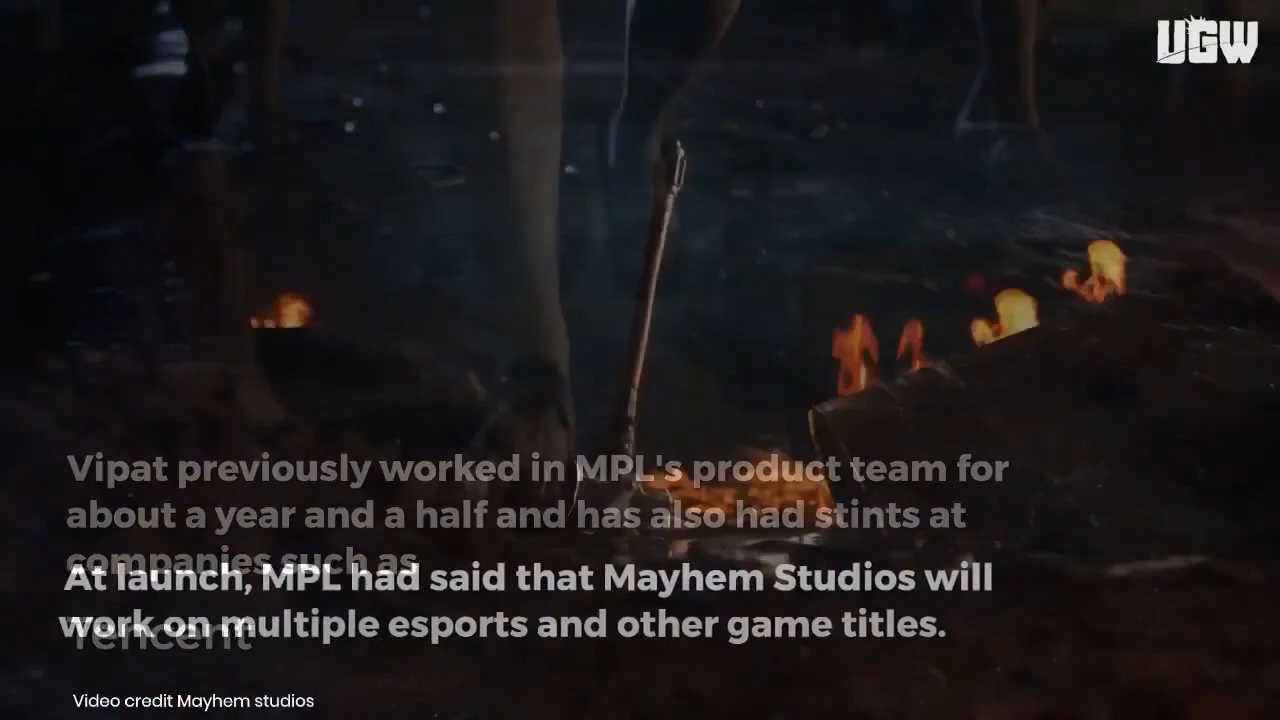 UGW
Vipat previously worked in MPL's product team for
about a year and a half and has also had stints at
companies such as
At launch, MPL had said that Mayhem Studios will
work on multiple esports and other game titles.
Tencent
Video credit Mayhem studios